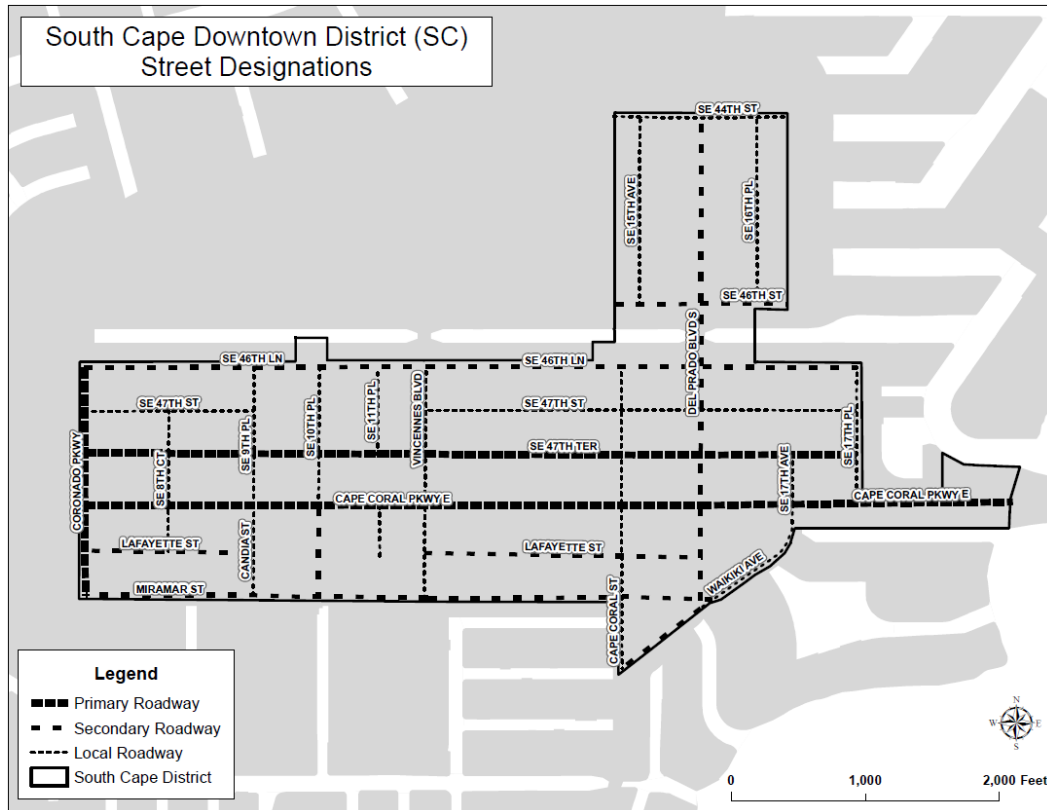 South Cape Downtown District (SC)
Street Designations
SE 44TH ST
SE 15TH AVE
SE 16TH PL
SE 46TH ST
DEL PRADO BLVD S
SE 46TH LN
SE 46TH LN
SE 47TH ST
SE 47TH ST
SE 11TH PL
VINCENNES BLVD
SE 10TH PL
SE 9TH PL
SE 8TH CT
SE 17TH PL
SE 47TH TER
CORONADO PKWY
SE 17TH AVE
CAPE CORAL PKWY E
CAPE CORAL PKWY E
LAFAYETTE ST
LAFAYETTE ST
CANDIA ST
MIRAMAR ST
WAIKIKI AVE
CAPE CORAL ST
Legend
Primary Roadway
Secondary Roadway
Local Roadway
South Cape District
N
W
E
S
0
1,000
2,000 Feet